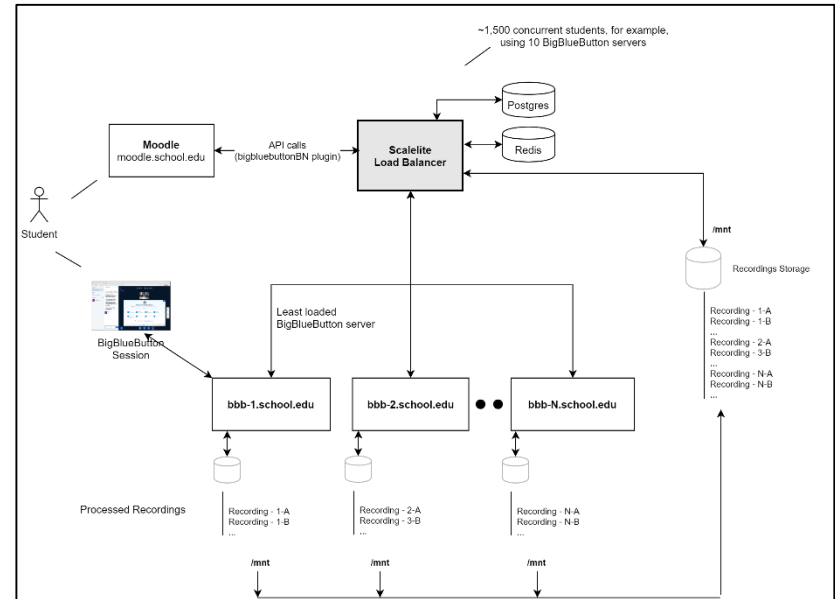 ~1,500 concurrent students, for example,
using 10 BigBlueButton servers
Postgres
Redis
Scalelite
Load Balancer
API calls
(bigbluebuttonBN plugin)
Moodle
moodle.school.edu
Student
BigBlueButton
Session
Least loaded
BigBlueButton server
/mnt
Recordings Storage
Recording - 1-A
Recording - 1-B
...
Recording - 2-A
Recording - 3-B
...
Recording - N-A
Recording - N-B
...
bbb-1.school.edu
bbb-2.school.edu
bbb-N.school.edu
Processed Recordings
Recording - 1-A
Recording - 1-B
...
Recording - 2-A
Recording - 3-B
...
Recording - N-A
Recording - N-B
...
/mnt
/mnt
/mnt